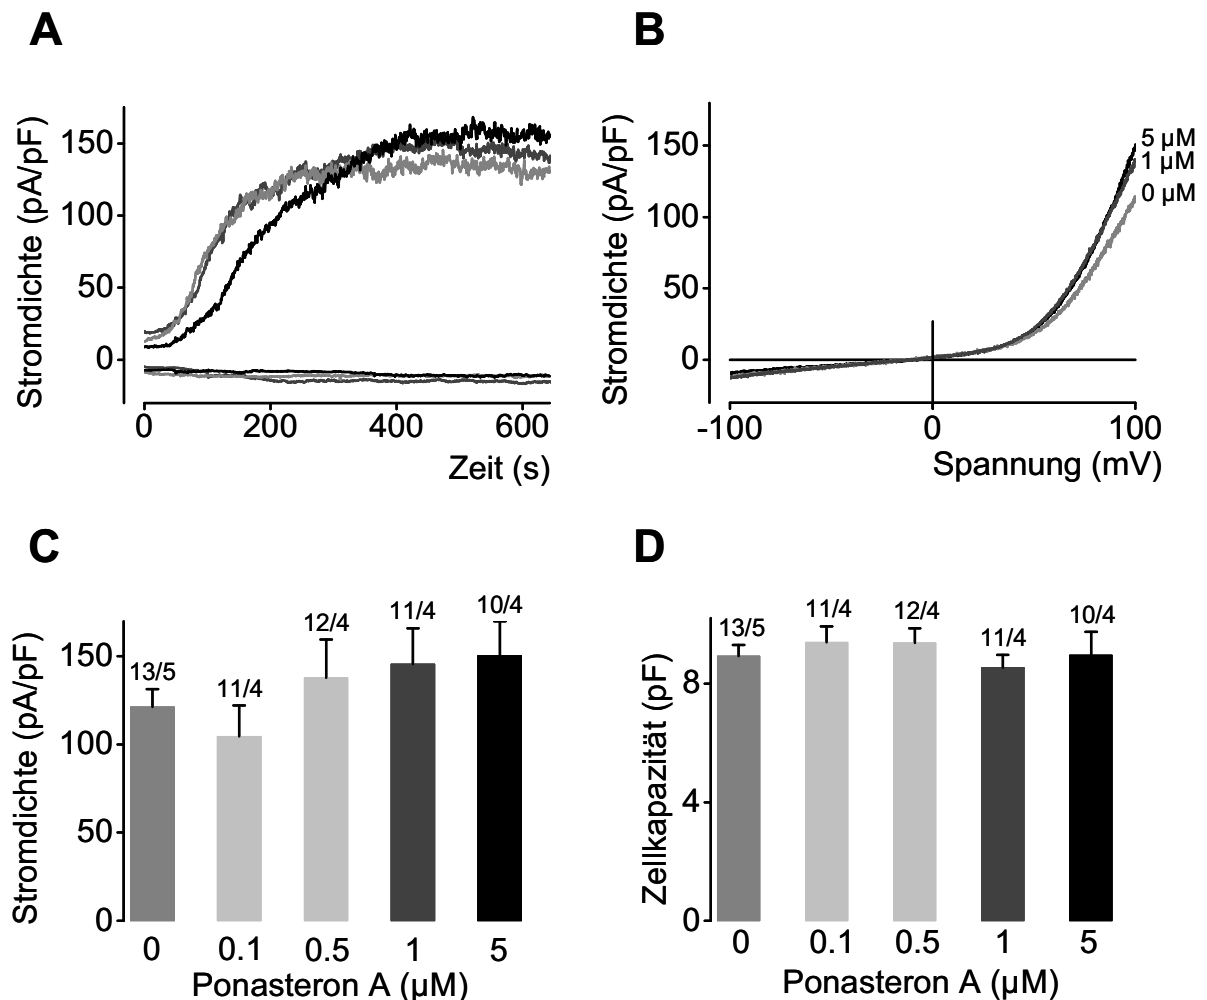 A
Stromdichte (pA/pF)
150
100
50
0
0 200 400 600
Zeit (s)
B
Stromdichte (pA/pF)
150
100
50
0
5 µM
1 µM
0 µM
-100 0 100
Spannung (mV)
C
Stromdichte (pA/pF)
150
100
50
0
13/5 11/4 12/4 11/4 10/4
0 0.1 0.5 1 5
Ponasteron A (µM)
D
Zellkapazität (pF)
8
4
0
13/5 11/4 12/4 11/4 10/4
0 0.1 0.5 1 5
Ponasteron A (µM)